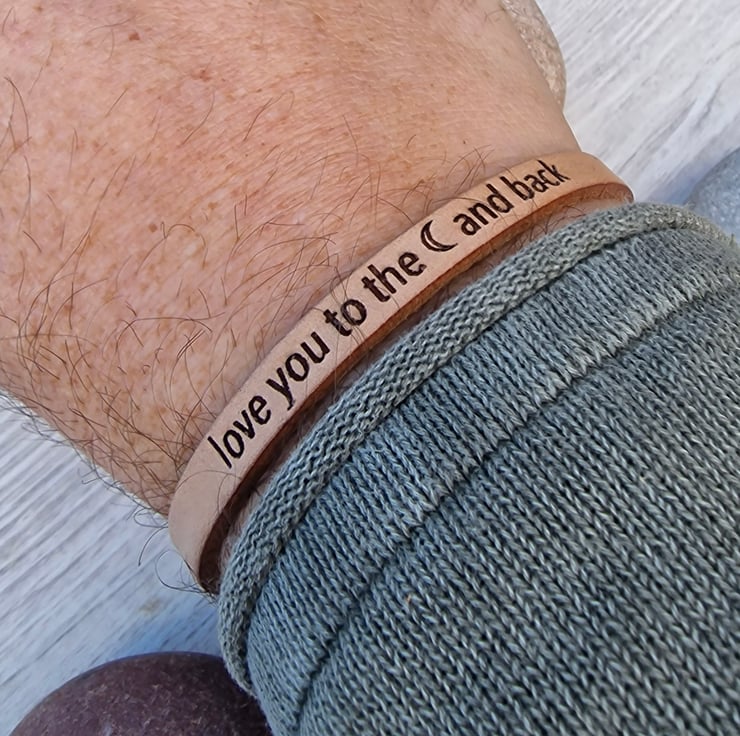 love you to the ☾ and back